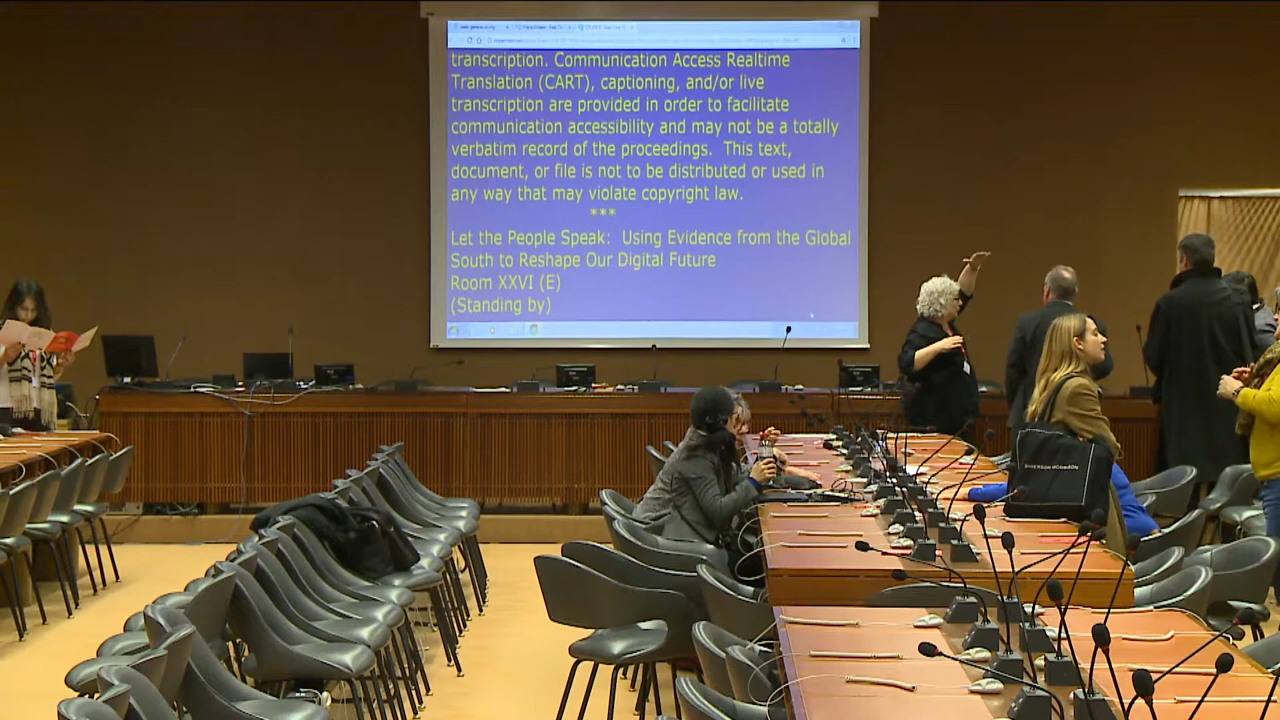 transcription. Communication Access Realtime
Translation (CART), captioning, and/or live
transcription are provided in order to facilitate
communication accessibility and may not be a totally
verbatim record of the proceedings. This text,
document, or file is not to be distributed or used in
any way that may violate copyright law.
***
Let the People Speak: Using Evidence from the Global
South to Reshape Our Digital Future
Room XXVI (E)
(Standing by)